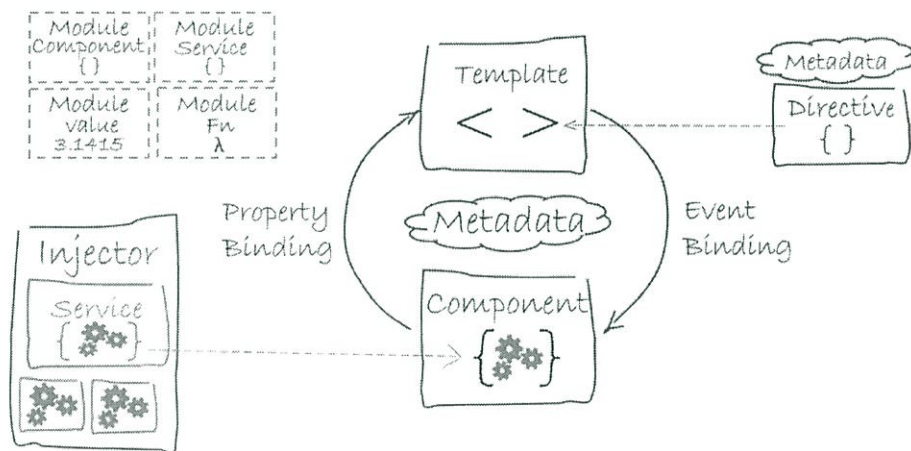 Module
Component
{ }
Module
Service
{ }
Module
value
3.1415
Module
Fn
λ
Template
< >
Metadata
Directive
{ }
Property
Binding
Metadata
Event
Binding
Injector
Service
{ }
Component
{ }